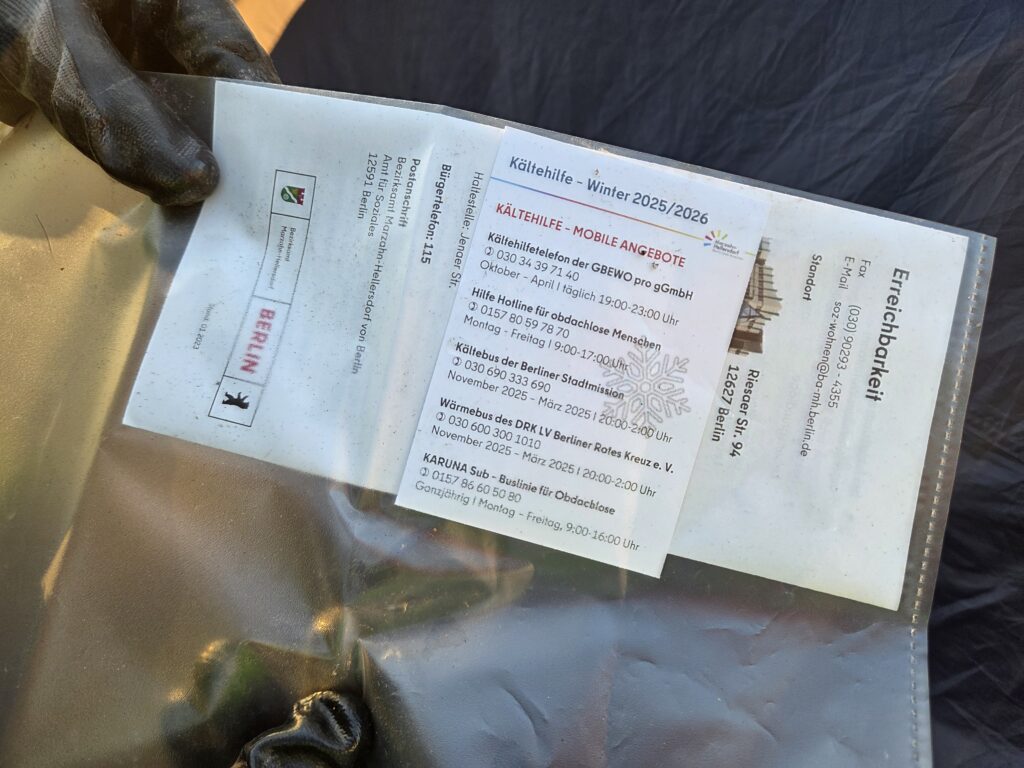 Kältehilfe – Winter 2025/2026
KÄLTEHILFE – MOBILE ANGEBOTE
Kältehilfetelefon der GBEWO pro gGmbH
✆ 030 34 39 71 40
Oktober – April I täglich 19:00-23:00 Uhr
Hilfe Hotline für obdachlose Menschen
✆ 0157 80 59 78 70
Montag – Freitag I 9:00-17:00 Uhr
Kältebus der Berliner Stadtmission
✆ 030 690 333 690
November 2025 – März 2025 I 20:00-2:00 Uhr
Wärmebus des DRK LV Berliner Rotes Kreuz e. V.
✆ 030 600 300 1010
November 2025 – März 2025 I 20:00-2:00 Uhr
KARUNA Sub – Buslinie für Obdachlose
✆ 0157 86 60 50 80
Ganzjährig I Montag – Freitag, 9:00-16:00 Uhr
Erreichbarkeit
Fax (030) 90293 - 4355
E-Mail soz-wohnen@ba-mh.berlin.de
Standort
Riesaer Str. 94
12627 Berlin
Haltestelle: Jenaer Str.
Bürgertelefon: 115
Postanschrift
Bezirksamt Marzahn-Hellersdorf von Berlin
Amt für Soziales
12591 Berlin
Bezirksamt
Marzahn-Hellersdorf
BERLIN
01.2023